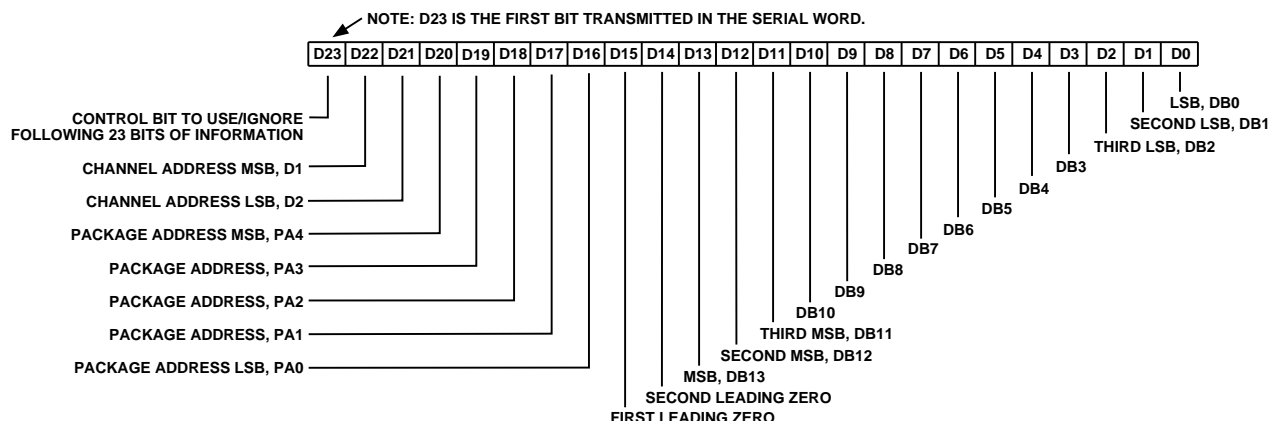 NOTE: D23 IS THE FIRST BIT TRANSMITTED IN THE SERIAL WORD.
D23 D22 D21 D20 D19 D18 D17 D16 D15 D14 D13 D12 D11 D10 D9 D8 D7 D6 D5 D4 D3 D2 D1 D0
CONTROL BIT TO USE/IGNORE
FOLLOWING 23 BITS OF INFORMATION
CHANNEL ADDRESS MSB, D1
CHANNEL ADDRESS LSB, D2
PACKAGE ADDRESS MSB, PA4
PACKAGE ADDRESS, PA3
PACKAGE ADDRESS, PA2
PACKAGE ADDRESS, PA1
PACKAGE ADDRESS LSB, PA0
LSB, DB0
SECOND LSB, DB1
THIRD LSB, DB2
DB3
DB4
DB5
DB6
DB7
DB8
DB9
DB10
THIRD MSB, DB11
SECOND MSB, DB12
MSB, DB13
SECOND LEADING ZERO
FIRST LEADING ZERO